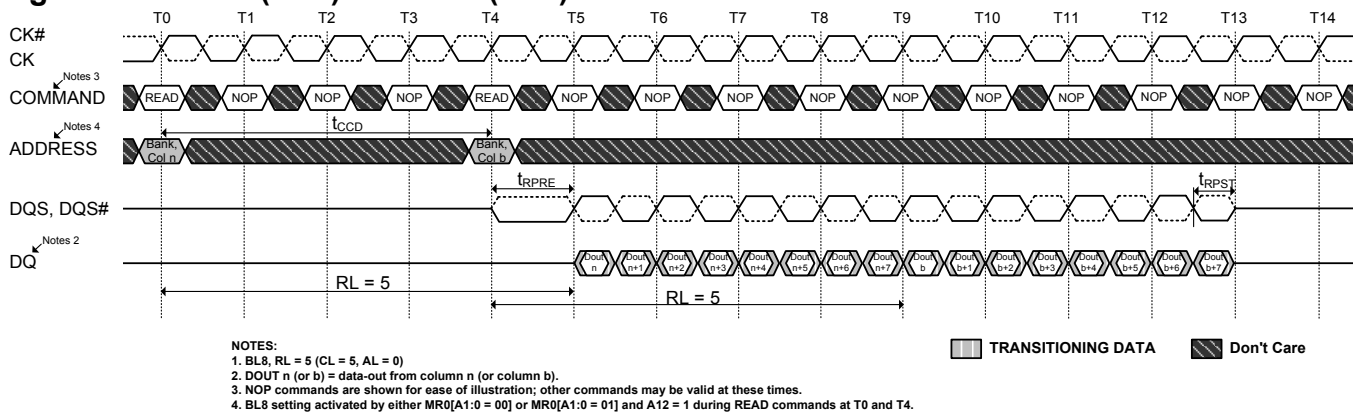 T0 T1 T2 T3 T4 T5 T6 T7 T8 T9 T10 T11 T12 T13 T14
CK#
CK
Notes 3
COMMAND READ NOP NOP NOP READ NOP NOP NOP NOP NOP NOP NOP NOP NOP NOP
tCCD
Notes 4
ADDRESS Bank, Col n Bank, Col b
tRPRE tRPST
DQS, DQS#
Notes 2
DQ Dout n Dout n+1 Dout n+2 Dout n+3 Dout n+4 Dout n+5 Dout n+6 Dout n+7 Dout b Dout b+1 Dout b+2 Dout b+3 Dout b+4 Dout b+5 Dout b+6 Dout b+7
RL = 5 RL = 5
TRANSITIONING DATA Don't Care
NOTES:
1. BL8, RL = 5 (CL = 5, AL = 0)
2. DOUT n (or b) = data-out from column n (or column b).
3. NOP commands are shown for ease of illustration; other commands may be valid at these times.
4. BL8 setting activated by either MR0[A1:0 = 00] or MR0[A1:0 = 01] and A12 = 1 during READ commands at T0 and T4.